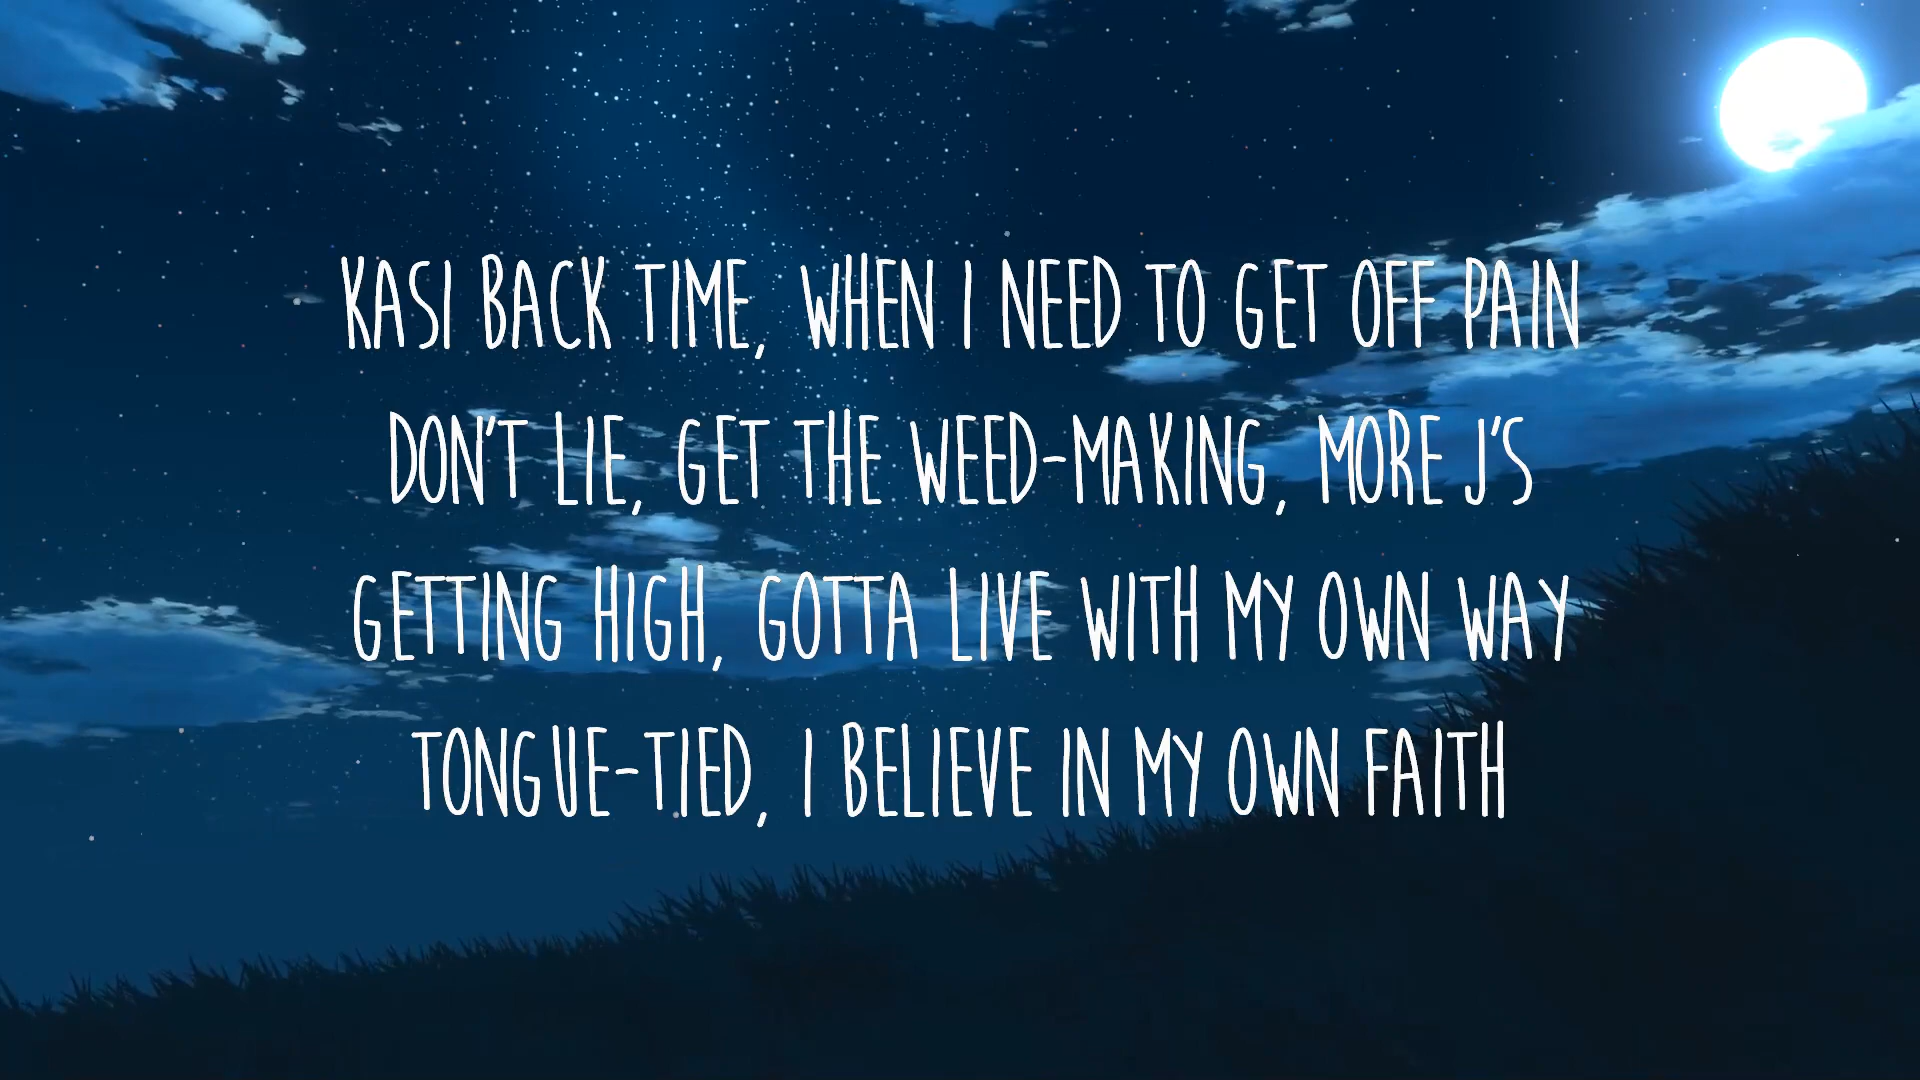 KASI BACK TIME, WHEN I NEED TO GET OFF PAIN
DON'T LIE, GET THE WEED-MAKING, MORE J'S
GETTING HIGH, GOTTA LIVE WITH MY OWN WAY
TONGUE-TIED, I BELIEVE IN MY OWN FAITH